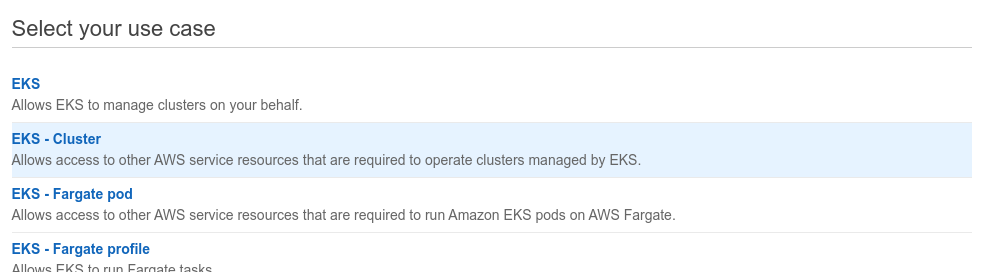 Select your use case
EKS
Allows EKS to manage clusters on your behalf.
EKS - Cluster
Allows access to other AWS service resources that are required to operate clusters managed by EKS.
EKS - Fargate pod
Allows access to other AWS service resources that are required to run Amazon EKS pods on AWS Fargate.
EKS - Fargate profile
Allows EKS to run Fargate tasks